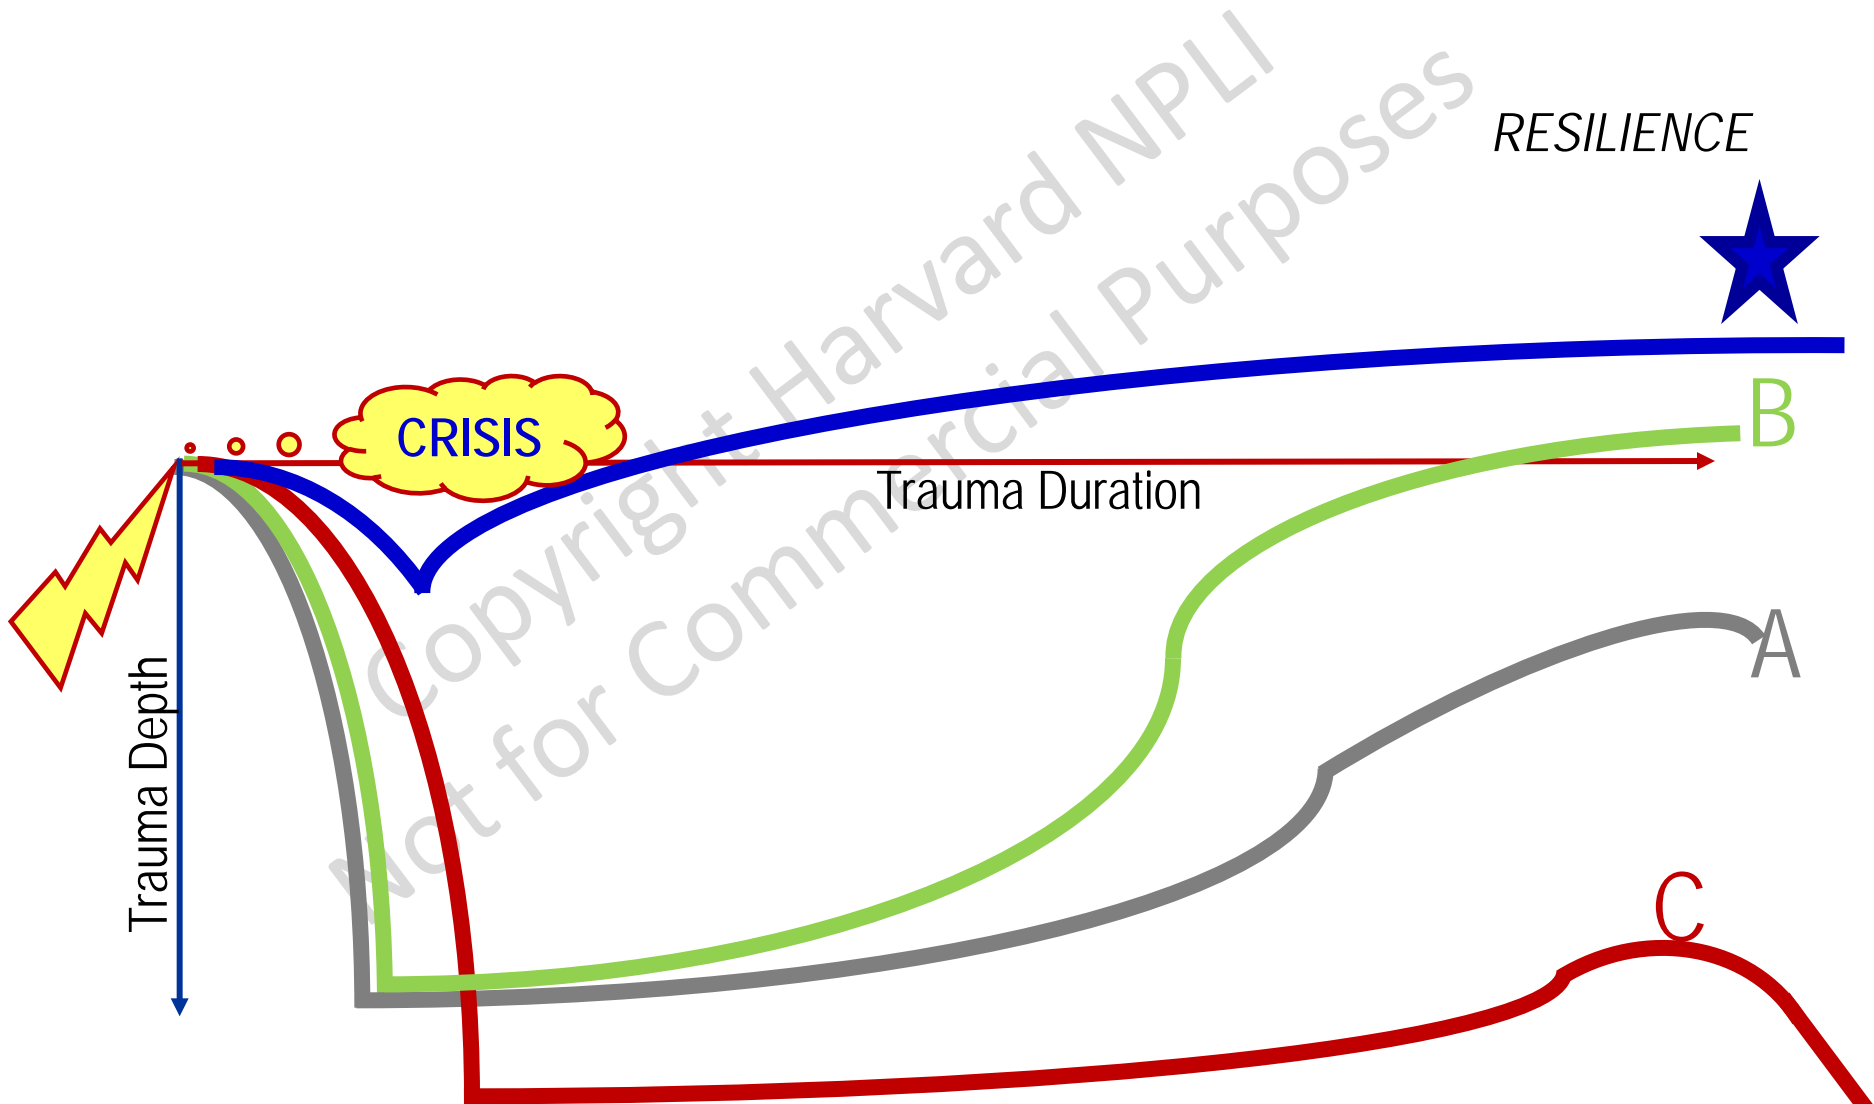 Copyright Harvard NPLI
Not for Commercial Purposes
RESILIENCE
B
CRISIS
Trauma Duration
A
Trauma Depth
C